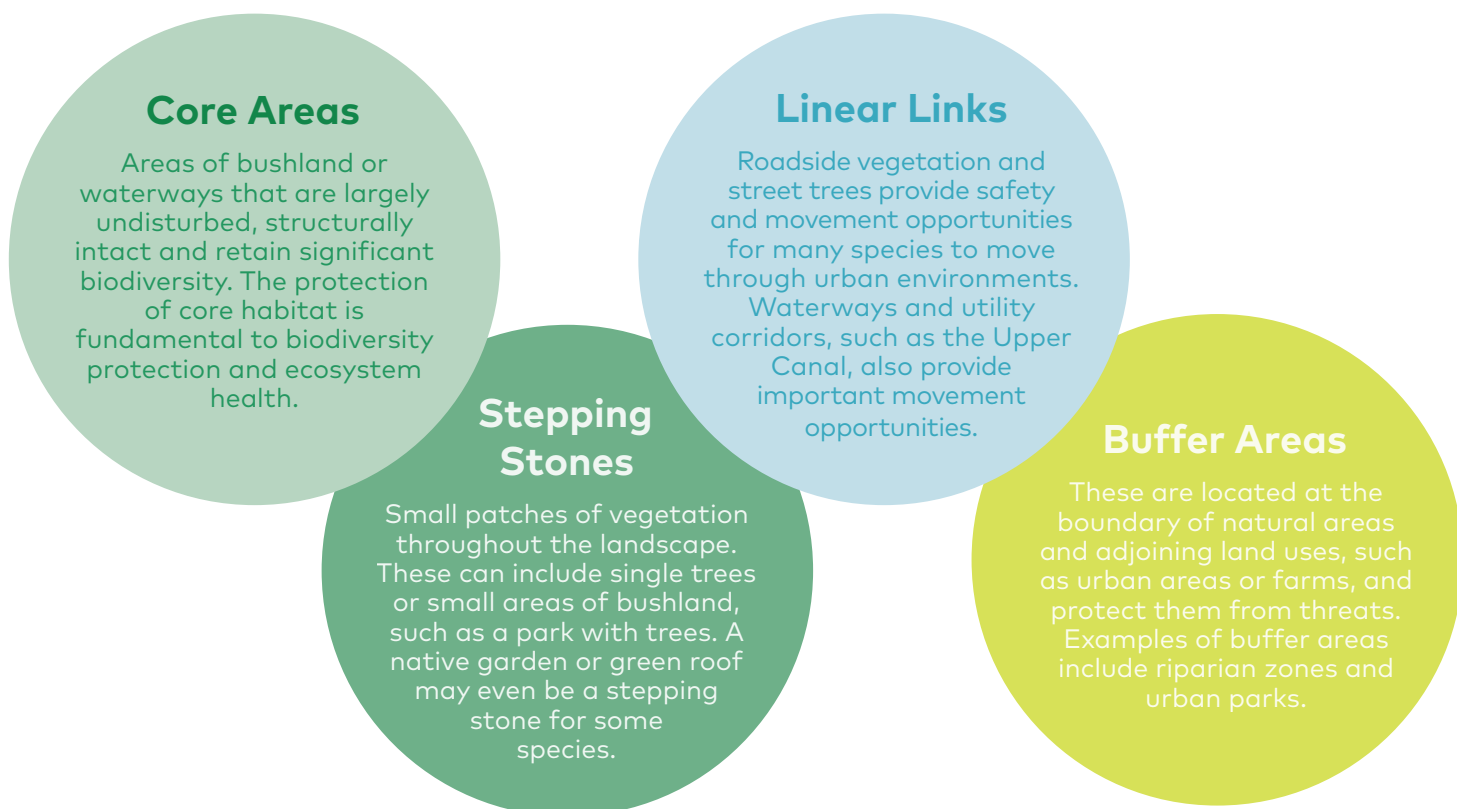 Core Areas
Areas of bushland or
waterways that are largely
undisturbed, structurally
intact and retain significant
biodiversity. The protection
of core habitat is
fundamental to biodiversity
protection and ecosystem
health.
Stepping
Stones
Small patches of vegetation
throughout the landscape.
These can include single trees
or small areas of bushland,
such as a park with trees. A
native garden or green roof
may even be a stepping
stone for some
species.
Linear Links
Roadside vegetation and
street trees provide safety
and movement opportunities
for many species to move
through urban environments.
Waterways and utility
corridors, such as the Upper
Canal, also provide
important movement
opportunities.
Buffer Areas
These are located at the
boundary of natural areas
and adjoining land uses, such
as urban areas or farms, and
protect them from threats.
Examples of buffer areas
include riparian zones and
urban parks.